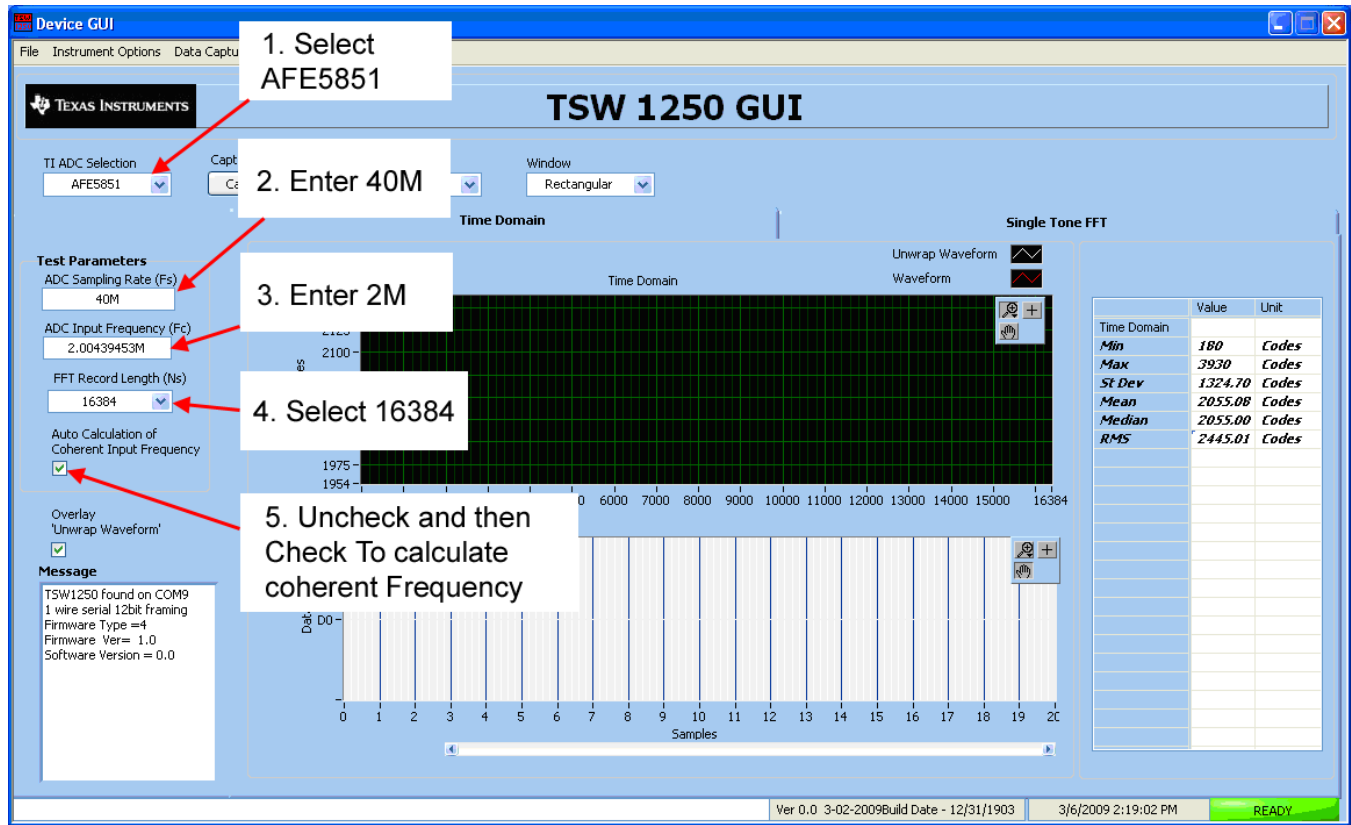 Device GUI
File Instrument Options Data Captu
1. Select
AFE5851
TEXAS INSTRUMENTS
TSW 1250 GUI
TI ADC Selection
AFE5851
Capt
Ca
2. Enter 40M
Window
Rectangular
Time Domain
Single Tone FFT
Test Parameters
ADC Sampling Rate (Fs)
40M
ADC Input Frequency (Fc)
2.00439453M
FFT Record Length (Ns)
16384
Auto Calculation of
Coherent Input Frequency
Overlay
'Unwrap Waveform'
Message
TSW1250 found on COM9
1 wire serial 12bit framing
Firmware Type =4
Firmware Ver= 1.0
Software Version = 0.0
3. Enter 2M
4. Select 16384
5. Uncheck and then
Check To calculate
coherent Frequency
Time Domain
Unwrap Waveform
Waveform
2100
1975
1954
6000 7000 8000 9000 10000 11000 12000 13000 14000 15000 16384
D0
0 1 2 3 4 5 6 7 8 9 10 11 12 13 14 15 16 17 18 19
Samples
Value Unit
Time Domain
Min 180 Codes
Max 3930 Codes
St Dev 1324.70 Codes
Mean 2055.08 Codes
Median 2055.00 Codes
RMS 2445.01 Codes
Ver 0.0 3-02-2009Build Date - 12/31/1903
3/6/2009 2:19:02 PM
READY